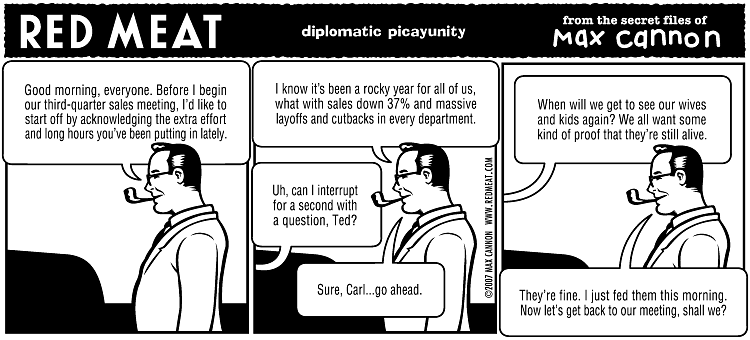 RED MEAT
diplomatic picayunity
from the secret files of
Max Cannon
Good morning, everyone. Before I begin
our third-quarter sales meeting, I'd like to
start off by acknowledging the extra effort
and long hours you've been putting in lately.
I know it's been a rocky year for all of us,
what with sales down 37% and massive
layoffs and cutbacks in every department.
Uh, can I interrupt
for a second with
a question, Ted?
Sure, Carl...go ahead.
©2007 MAX CANNON WWW.REDMEAT.COM
When will we get to see our wives
and kids again? We all want some
kind of proof that they're still alive.
They're fine. I just fed them this morning.
Now let's get back to our meeting, shall we?